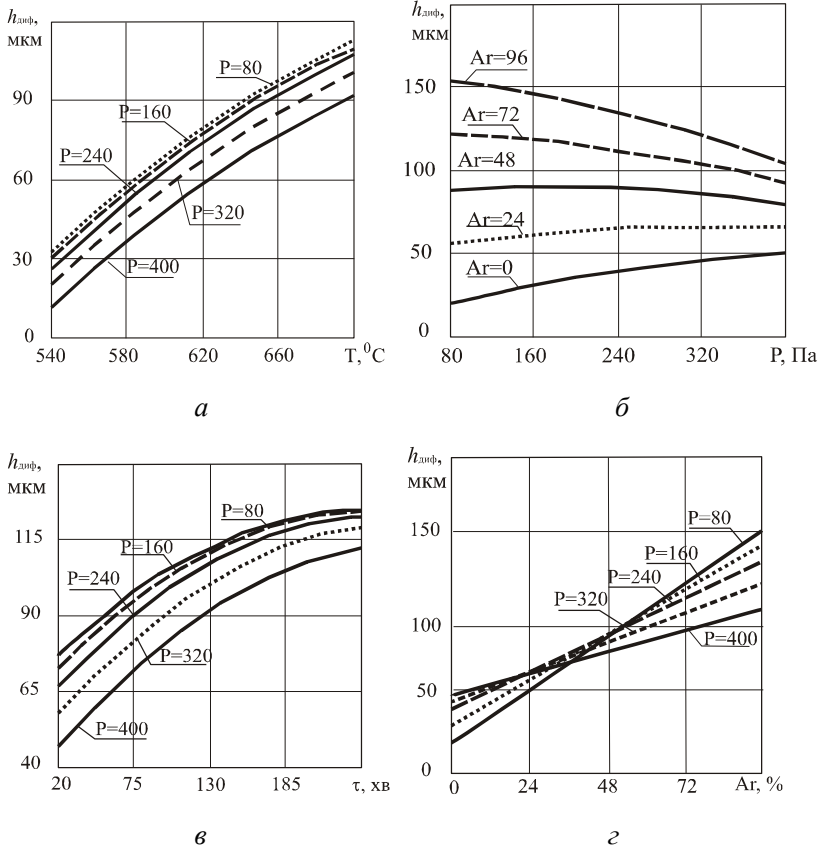 hдиф,
мкм
P=80
90
P=160
P=240
60
P=320
30
P=400
0
540
580
620
660
T, ⁰C
а
hдиф,
мкм
Ar=96
150
Ar=72
Ar=48
100
Ar=24
50
Ar=0
0
80
160
240
320
P, Па
б
hдиф,
мкм
P=80
115
P=160
P=240
90
P=320
65
P=400
40
20
75
130
185
τ, хв
в
hдиф,
мкм
P=80
150
P=160
P=240
P=320
100
P=400
50
0
0
24
48
72
Ar, %
г